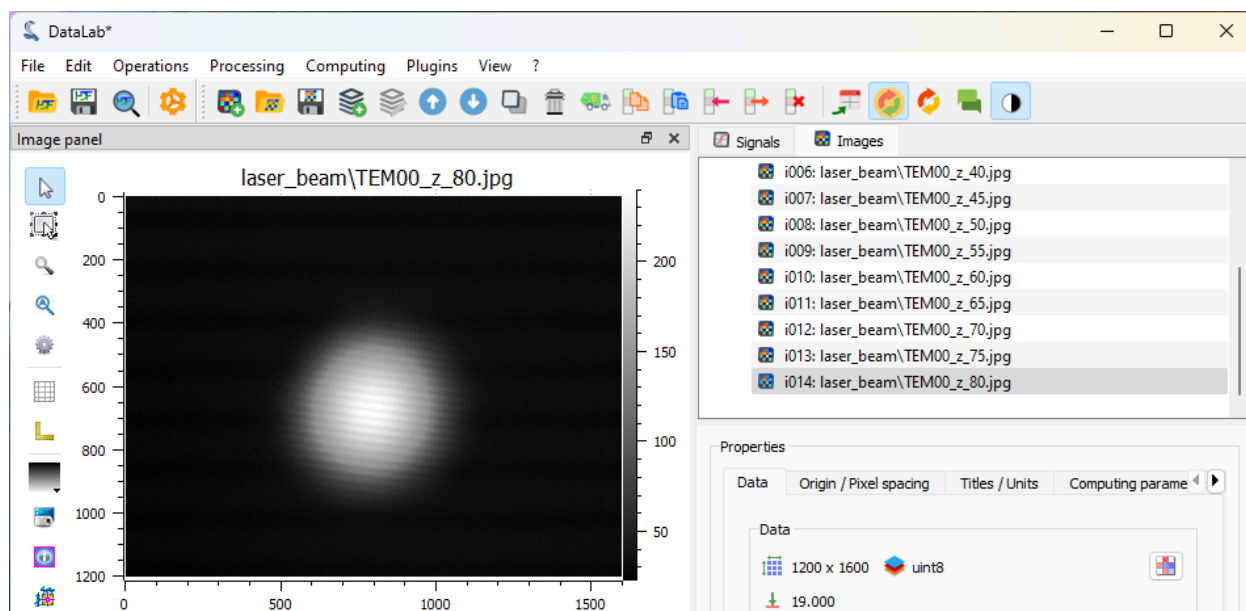 DataLab*
File Edit Operations Processing Computing Plugins View ?
Image panel
Signals Images
laser_beam\TEM00_z_80.jpg
0
200
400
600
800
1000
1200
0 500 1000 1500
200
150
100
50
i006: laser_beam\TEM00_z_40.jpg
i007: laser_beam\TEM00_z_45.jpg
i008: laser_beam\TEM00_z_50.jpg
i009: laser_beam\TEM00_z_55.jpg
i010: laser_beam\TEM00_z_60.jpg
i011: laser_beam\TEM00_z_65.jpg
i012: laser_beam\TEM00_z_70.jpg
i013: laser_beam\TEM00_z_75.jpg
i014: laser_beam\TEM00_z_80.jpg
Properties
Data Origin / Pixel spacing Titles / Units Computing parame
Data
1200 x 1600 uint8
19.000